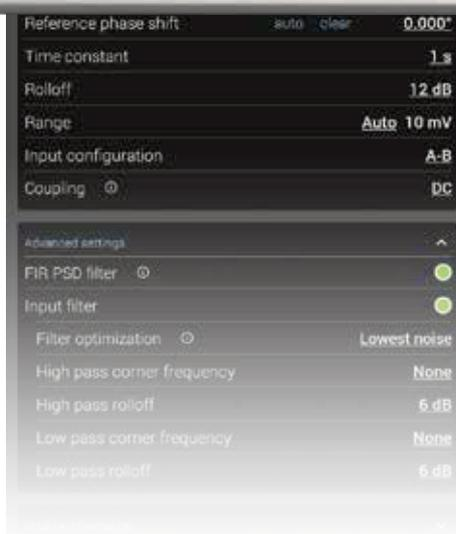 Reference phase shift auto clear 0.000°
Time constant 1 s
Rolloff 12 dB
Range Auto 10 mV
Input configuration A-B
Coupling DC
Advanced settings
FIR PSD filter
Input filter
Filter optimization Lowest noise
High pass corner frequency None
High pass rolloff 6 dB
Low pass corner frequency None
Low pass rolloff 6 dB